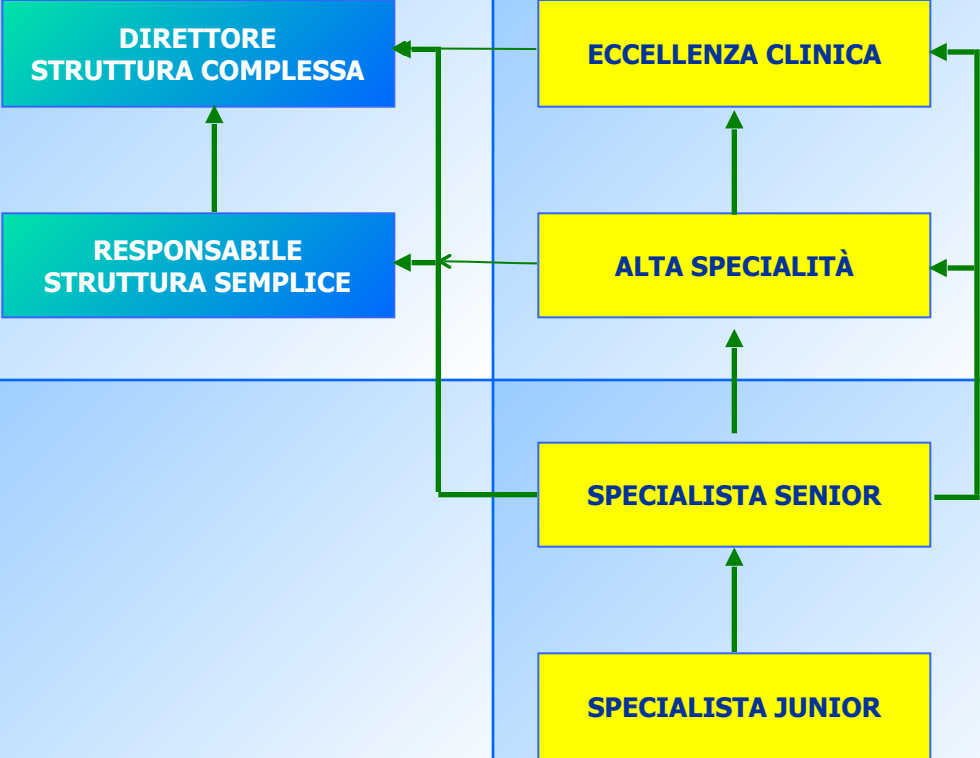 DIRETTORE
STRUTTURA COMPLESSA
ECCELLENZA CLINICA
RESPONSABILE
STRUTTURA SEMPLICE
ALTA SPECIALITÀ
SPECIALISTA SENIOR
SPECIALISTA JUNIOR